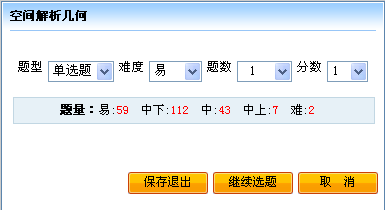 空间解析几何
题型 单选题 难度 易 题数 1 分数 1
题量：易:59 中下:112 中:43 中上:7 难:2
保存退出 继续选题 取 消